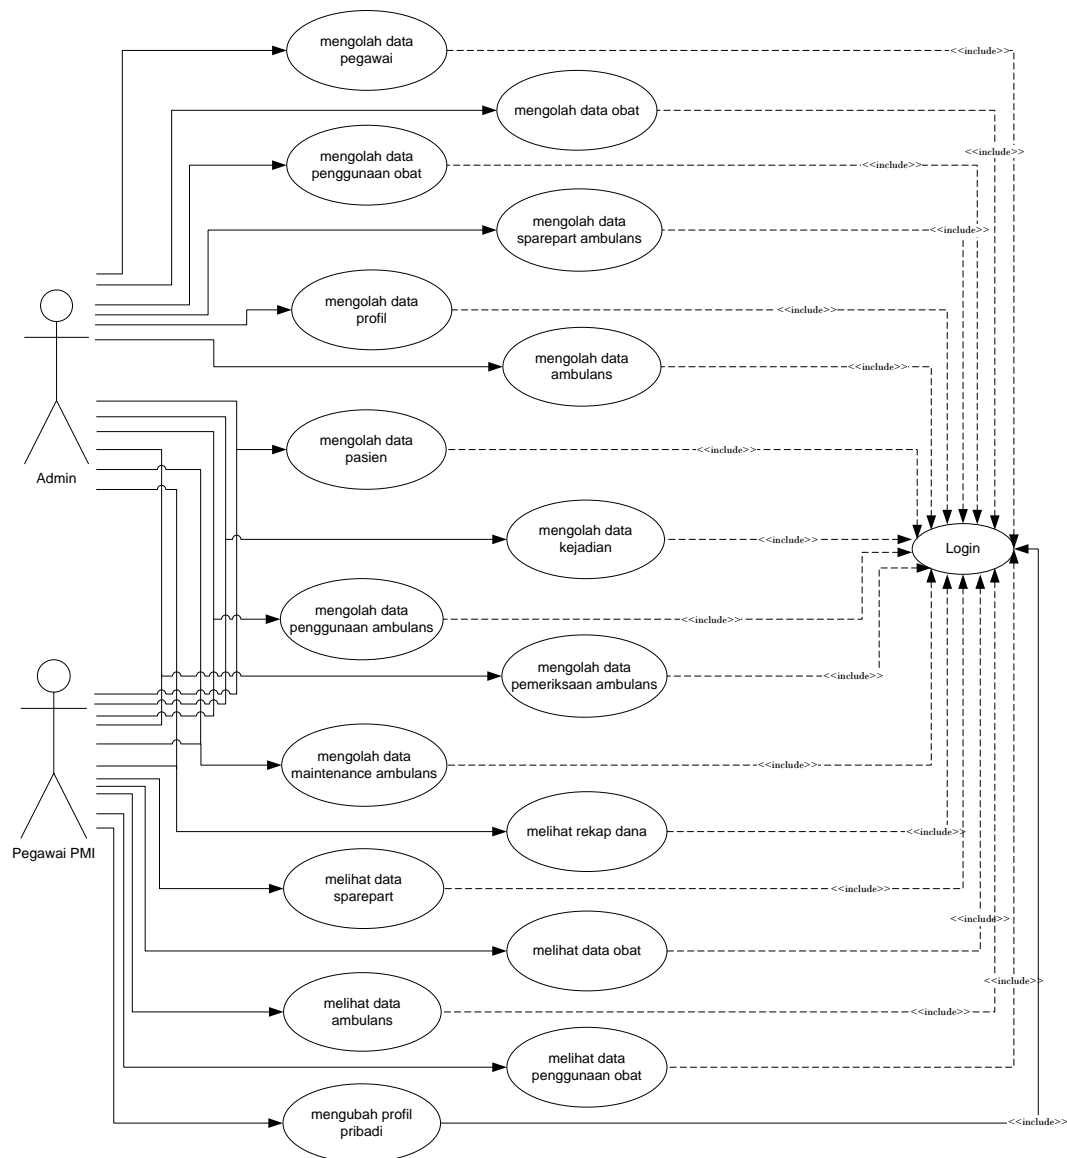 mengolah data
pegawai
<<include>>
mengolah data obat
<<include>>
mengolah data
penggunaan obat
<<include>>
mengolah data
sparepart ambulans
<<include>>
mengolah data
profil
<<include>>
mengolah data
ambulans
<<include>>
Admin
mengolah data
pasien
<<include>>
mengolah data
kejadian
<<include>>
Login
mengolah data
penggunaan ambulans
<<include>>
mengolah data
pemeriksaan ambulans
<<include>>
mengolah data
maintenance ambulans
<<include>>
melihat rekap dana
<<include>>
Pegawai PMI
melihat data
sparepart
<<include>>
melihat data obat
<<include>>
melihat data
ambulans
<<include>>
melihat data
penggunaan obat
<<include>>
mengubah profil
pribadi
<<include>>